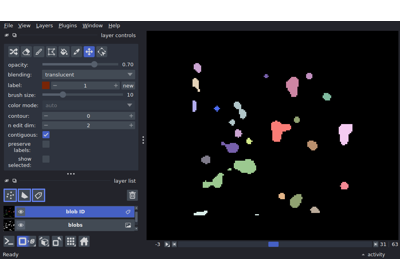 File View Layers Plugins Window Help
layer controls
opacity: 0.70
blending: translucent
label: 1 new
brush size: 10
color mode: auto
contour: 0
n edit dim: 2
contiguous:
preserve
labels:
show
selected:
layer list
blob ID
blobs
-3 31 63
Ready activity